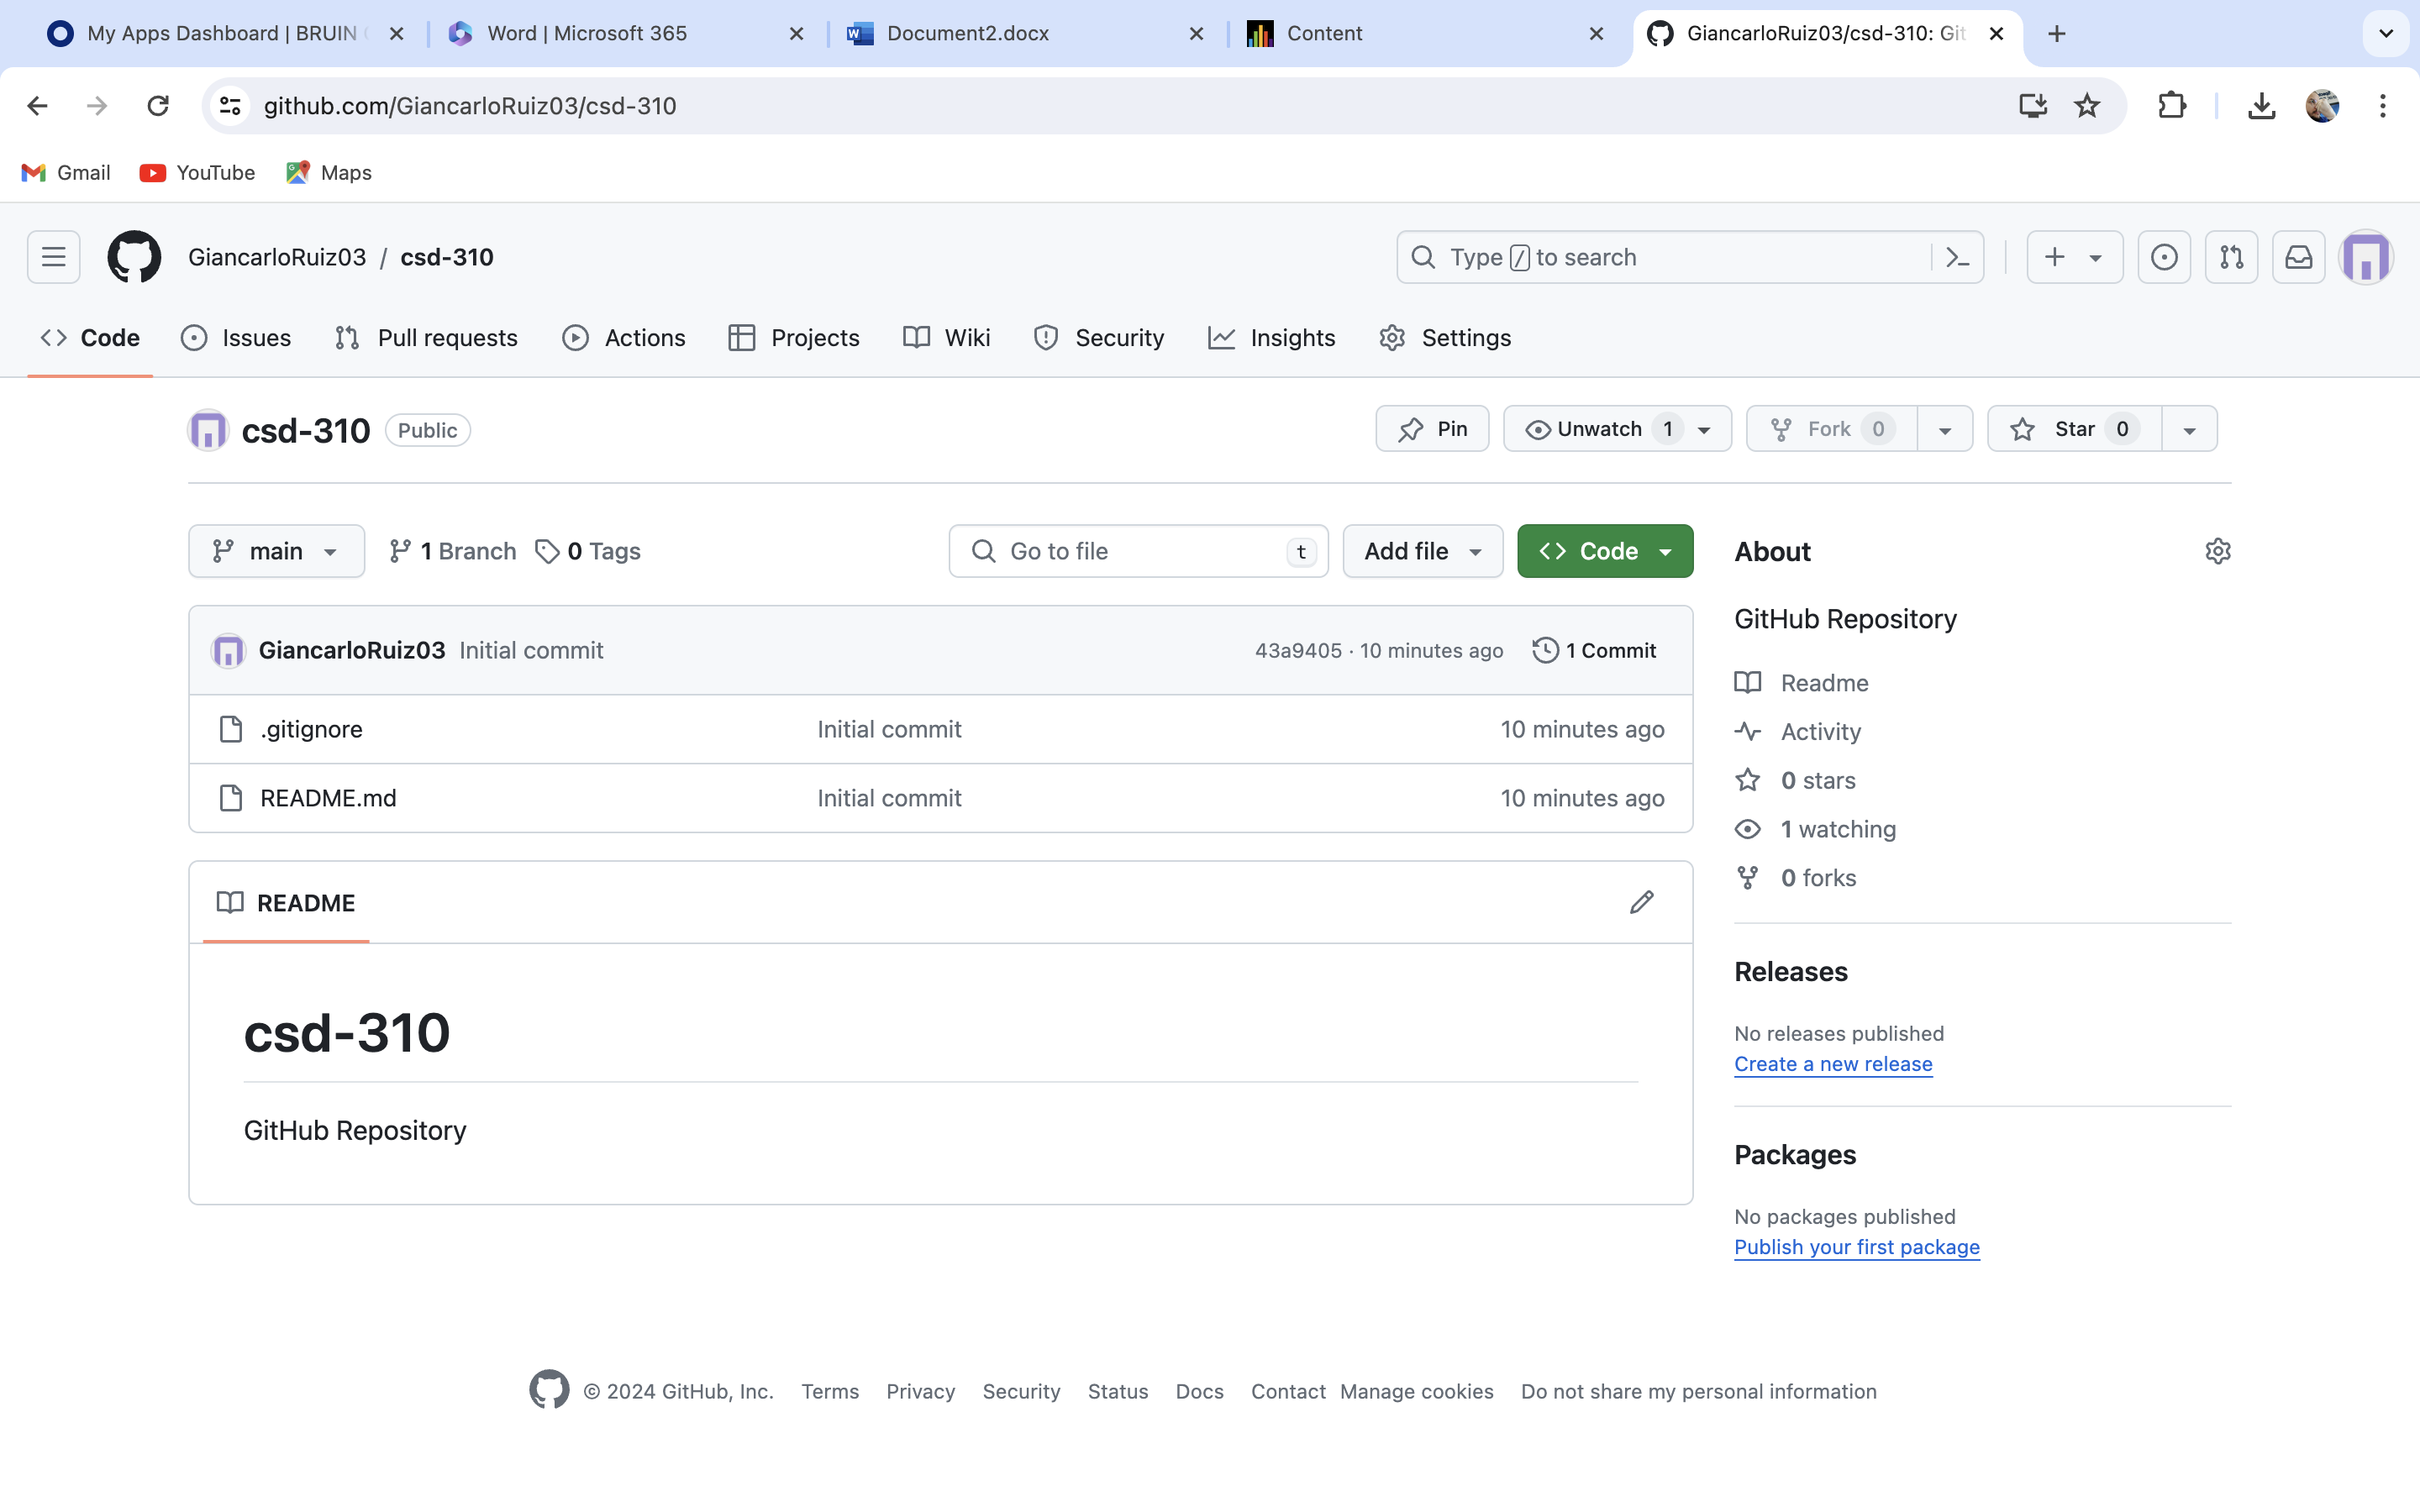 My Apps Dashboard | BRUIN
Word | Microsoft 365
Document2.docx
Content
GiancarloRuiz03/csd-310: Git
github.com/GiancarloRuiz03/csd-310
Gmail
YouTube
Maps
GiancarloRuiz03 / csd-310
Type / to search
Code
Issues
Pull requests
Actions
Projects
Wiki
Security
Insights
Settings
csd-310 Public
Pin
Unwatch 1
Fork 0
Star 0
main
1 Branch
0 Tags
Go to file t
Add file
Code
GiancarloRuiz03 Initial commit 43a9405 · 10 minutes ago 1 Commit
.gitignore Initial commit 10 minutes ago
README.md Initial commit 10 minutes ago
README
csd-310
GitHub Repository
About
GitHub Repository
Readme
Activity
0 stars
1 watching
0 forks
Releases
No releases published
Create a new release
Packages
No packages published
Publish your first package
© 2024 GitHub, Inc. Terms Privacy Security Status Docs Contact Manage cookies Do not share my personal information